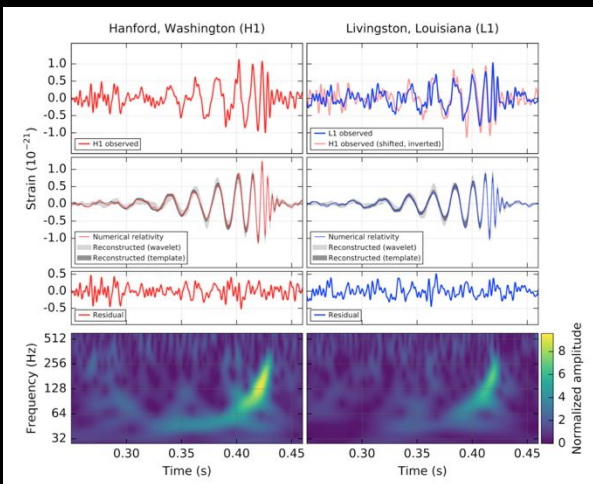 Hanford, Washington (H1)
Livingston, Louisiana (L1)
1.0
0.5
0.0
-0.5
-1.0
H1 observed
L1 observed
H1 observed (shifted, inverted)
Strain (10⁻²¹)
1.0
0.5
0.0
-0.5
-1.0
Numerical relativity
Reconstructed (wavelet)
Reconstructed (template)
Numerical relativity
Reconstructed (wavelet)
Reconstructed (template)
0.5
0.0
-0.5
Residual
Residual
Frequency (Hz)
512
256
128
64
32
Normalized amplitude
8
6
4
2
0
0.30
0.35
0.40
0.45
0.30
0.35
0.40
0.45
Time (s)
Time (s)